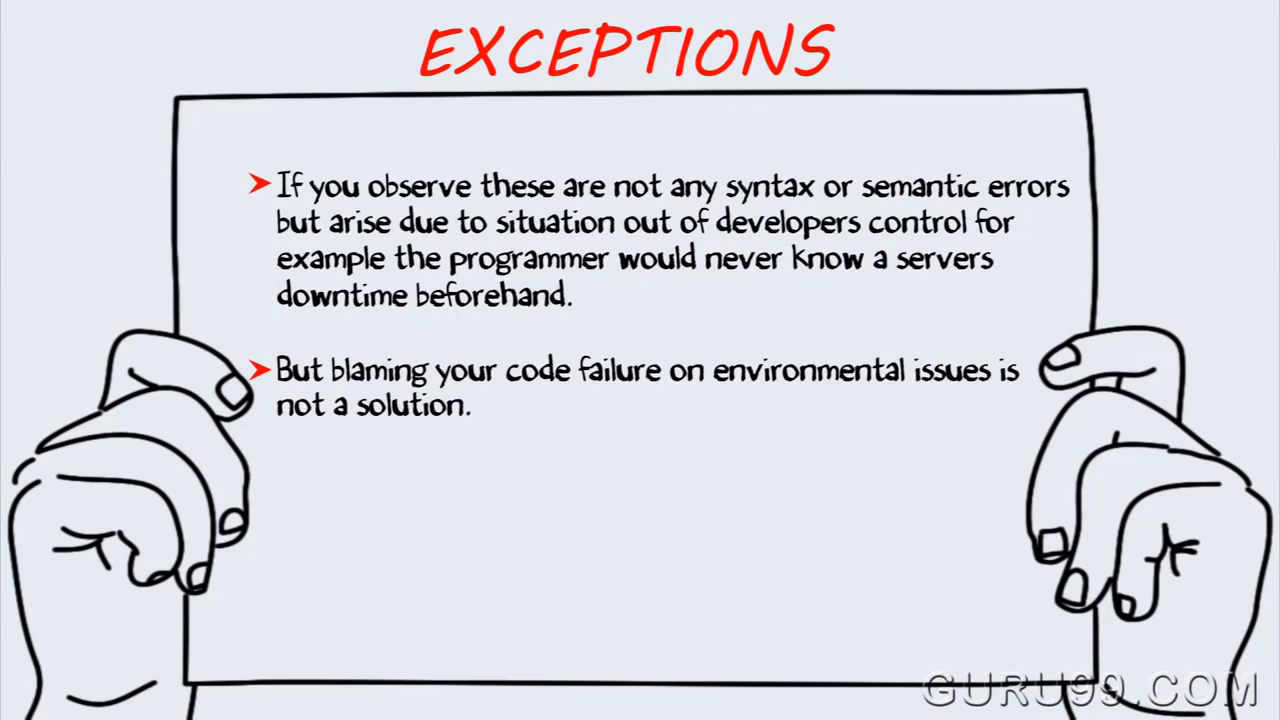 EXCEPTIONS
If you observe these are not any syntax or semantic errors
but arise due to situation out of developers control for
example the programmer would never know a servers
downtime beforehand.
But blaming your code failure on environmental issues is
not a solution.
GURU99.COM